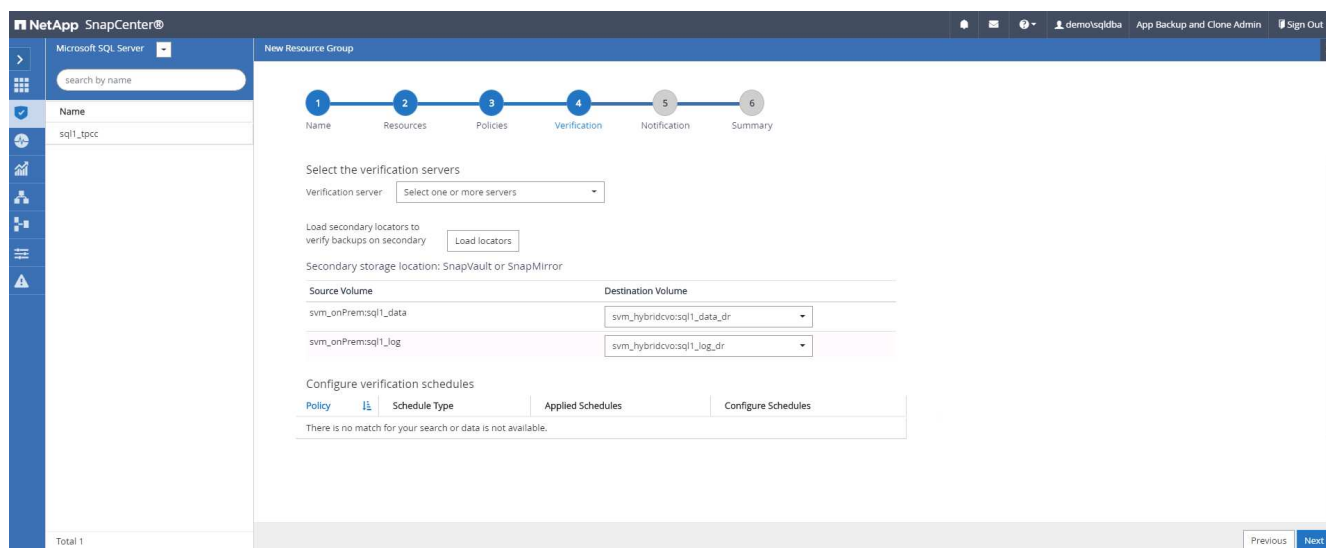 NetApp SnapCenter®
demo\sqldba App Backup and Clone Admin Sign Out
Microsoft SQL Server
New Resource Group
search by name
Name
sql1_tpcc
1 2 3 4 5 6
Name Resources Policies Verification Notification Summary
Select the verification servers
Verification server Select one or more servers
Load secondary locators to
verify backups on secondary Load locators
Secondary storage location: SnapVault or SnapMirror
Source Volume Destination Volume
svm_onPrem:sql1_data svm_hybridcvo:sql1_data_dr
svm_onPrem:sql1_log svm_hybridcvo:sql1_log_dr
Configure verification schedules
Policy Schedule Type Applied Schedules Configure Schedules
There is no match for your search or data is not available.
Total 1
Previous Next